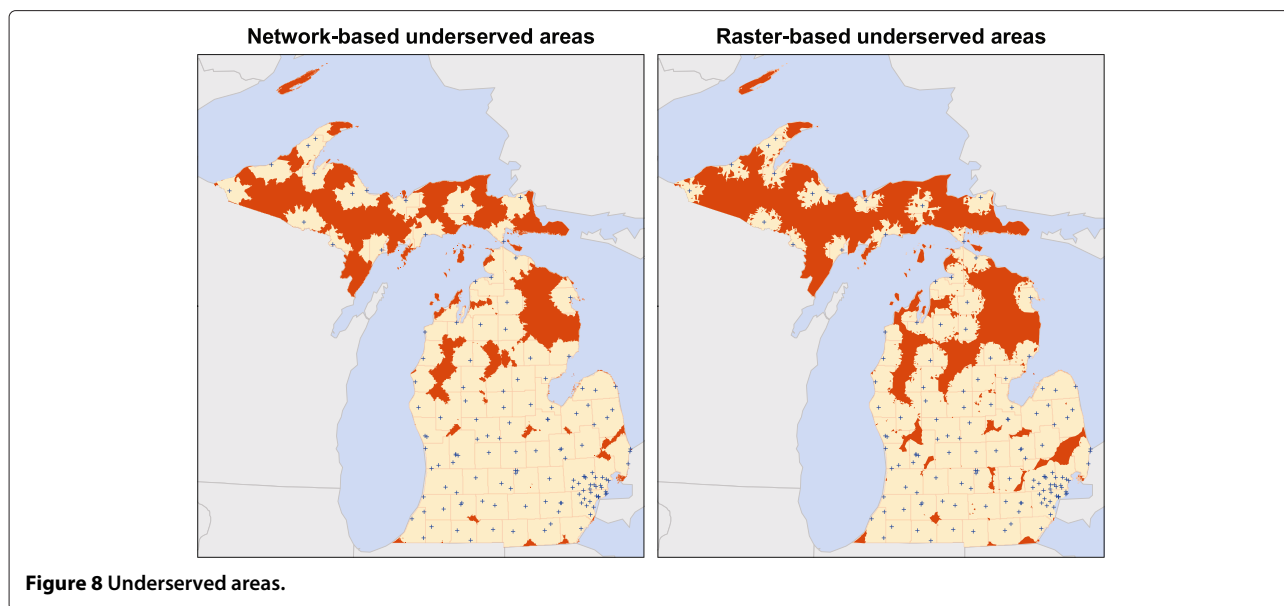 Network-based underserved areas
Raster-based underserved areas
Figure 8 Underserved areas.